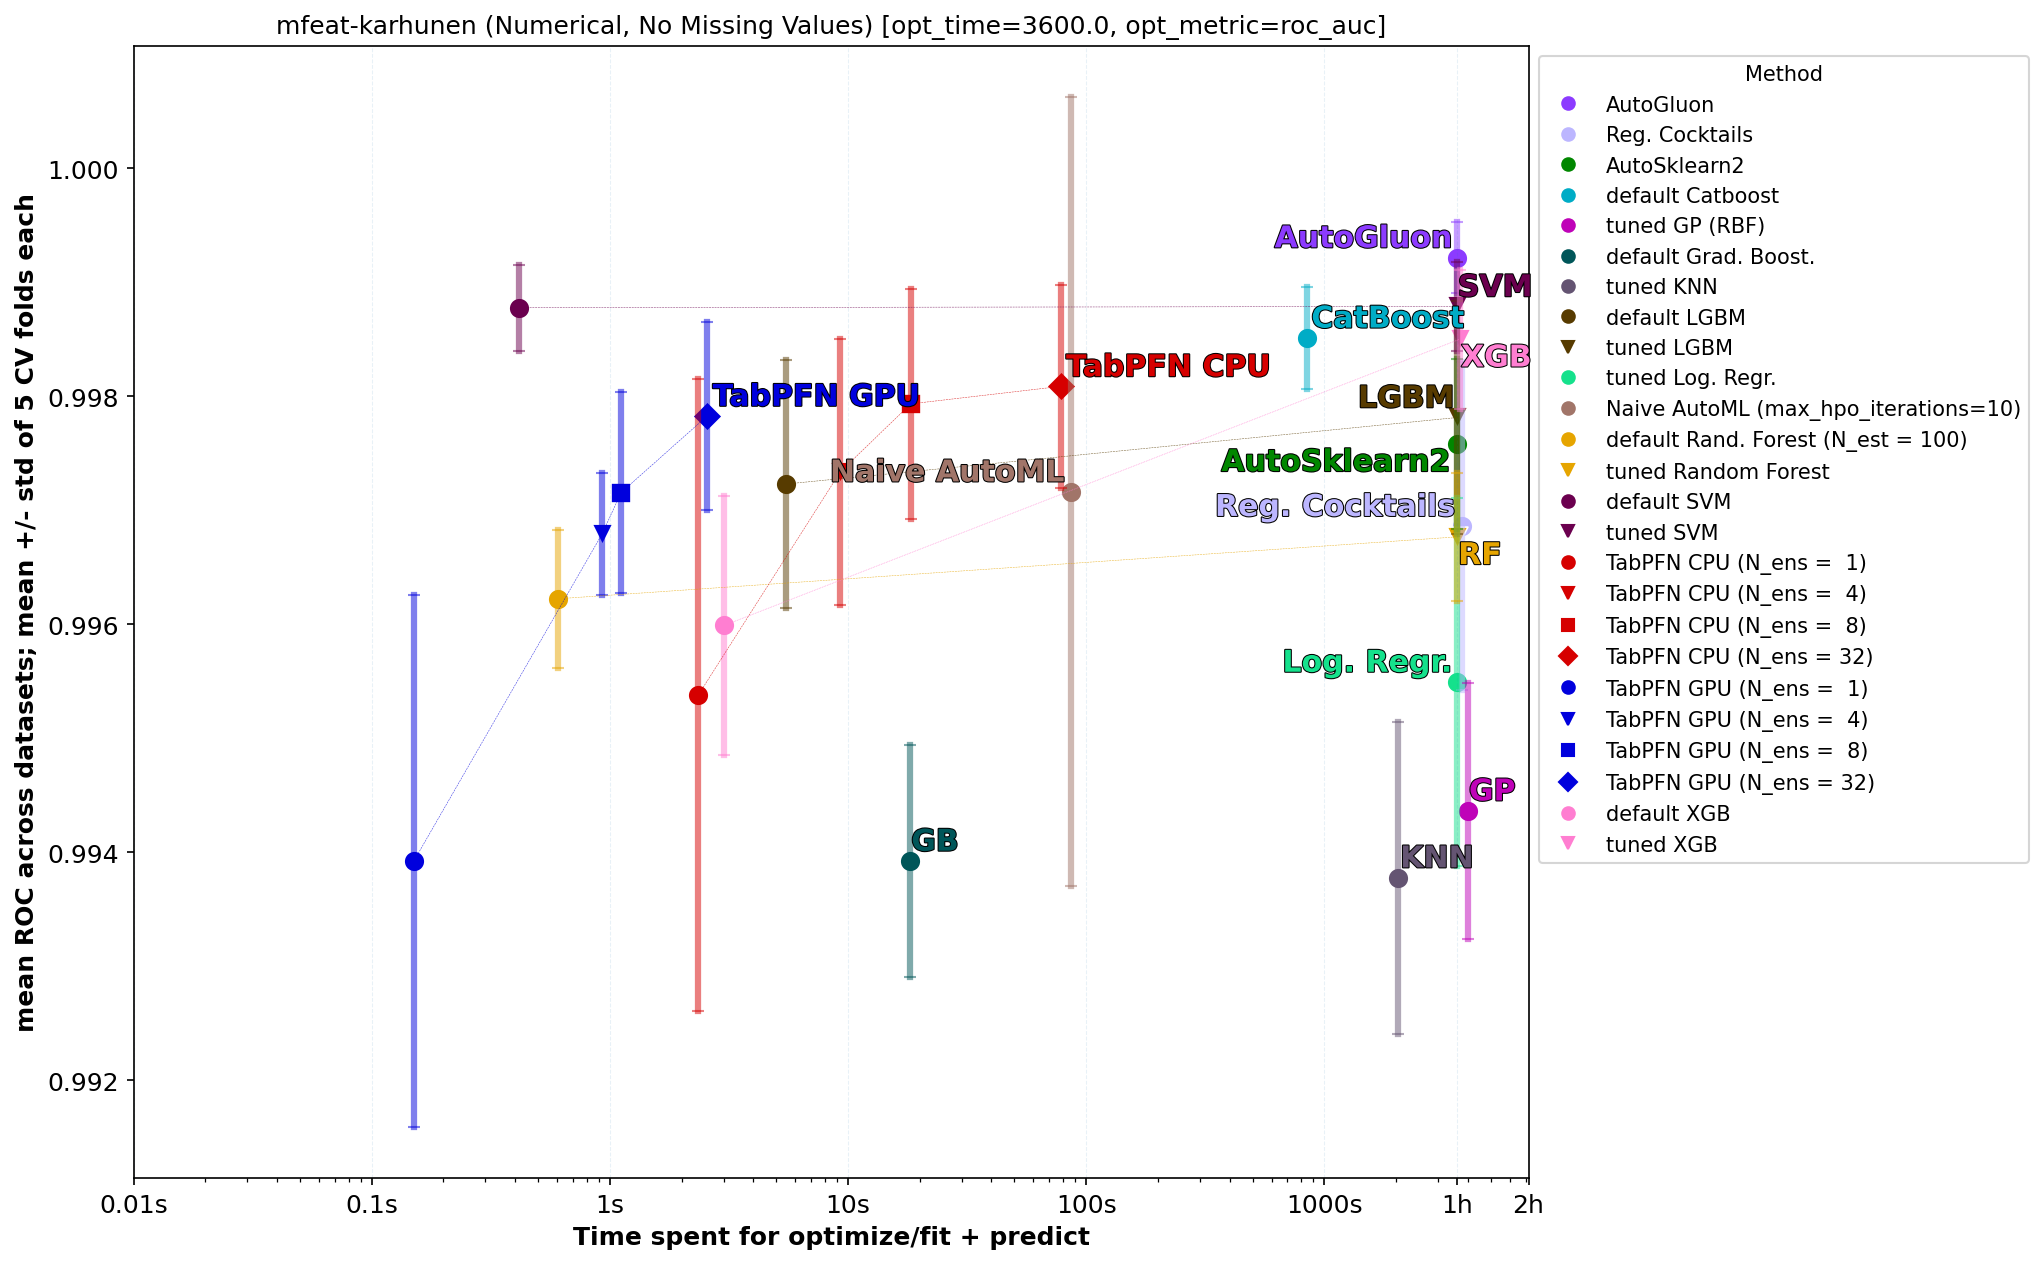 mfeat-karhunen (Numerical, No Missing Values) [opt_time=3600.0, opt_metric=roc_auc]
mean ROC across datasets; mean +/- std of 5 CV folds each
1.000
0.998
0.996
0.994
0.992
AutoGluon
SVM
CatBoost
XGB
TabPFN CPU
TabPFN GPU
LGBM
AutoSklearn2
Naive AutoML
Reg. Cocktails
RF
Log. Regr.
GP
GB
KNN
0.01s
0.1s
1s
10s
100s
1000s
1h
2h
Time spent for optimize/fit + predict
Method
AutoGluon
Reg. Cocktails
AutoSklearn2
default Catboost
tuned GP (RBF)
default Grad. Boost.
tuned KNN
default LGBM
tuned LGBM
tuned Log. Regr.
Naive AutoML (max_hpo_iterations=10)
default Rand. Forest (N_est = 100)
tuned Random Forest
default SVM
tuned SVM
TabPFN CPU (N_ens =  1)
TabPFN CPU (N_ens =  4)
TabPFN CPU (N_ens =  8)
TabPFN CPU (N_ens = 32)
TabPFN GPU (N_ens =  1)
TabPFN GPU (N_ens =  4)
TabPFN GPU (N_ens =  8)
TabPFN GPU (N_ens = 32)
default XGB
tuned XGB